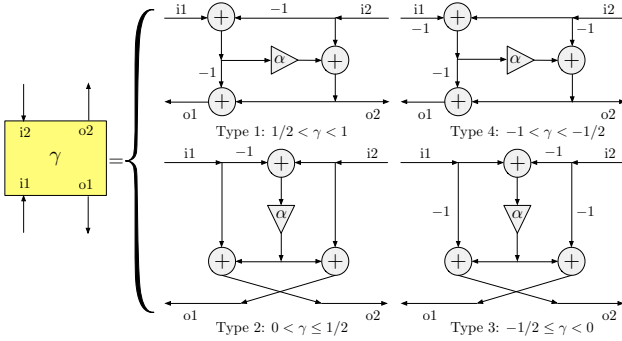 i1 −1 i2
−1 α
o1 o2
Type 1: 1/2 < γ < 1
i1 i2
−1 −1
−1 α
o1 o2
Type 4: −1 < γ < −1/2
i2 o2
γ
i1 o1
=
i1 −1 i2
α
o1 o2
Type 2: 0 < γ ≤ 1/2
i1 −1 i2
α
−1 −1
o1 o2
Type 3: −1/2 ≤ γ < 0